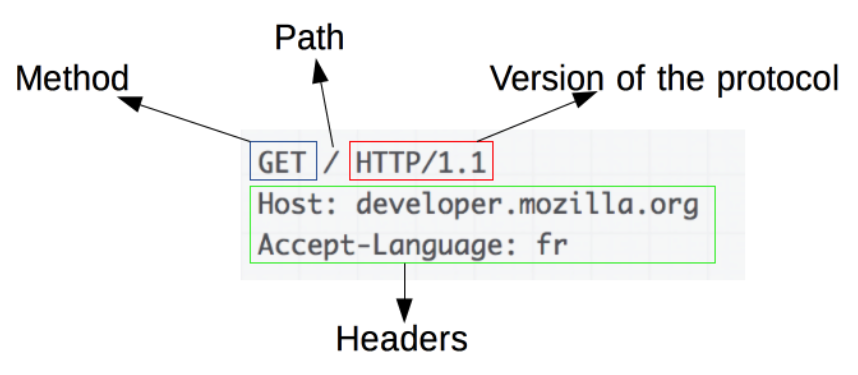 Path
Method
Version of the protocol
GET / HTTP/1.1
Host: developer.mozilla.org
Accept-Language: fr
Headers